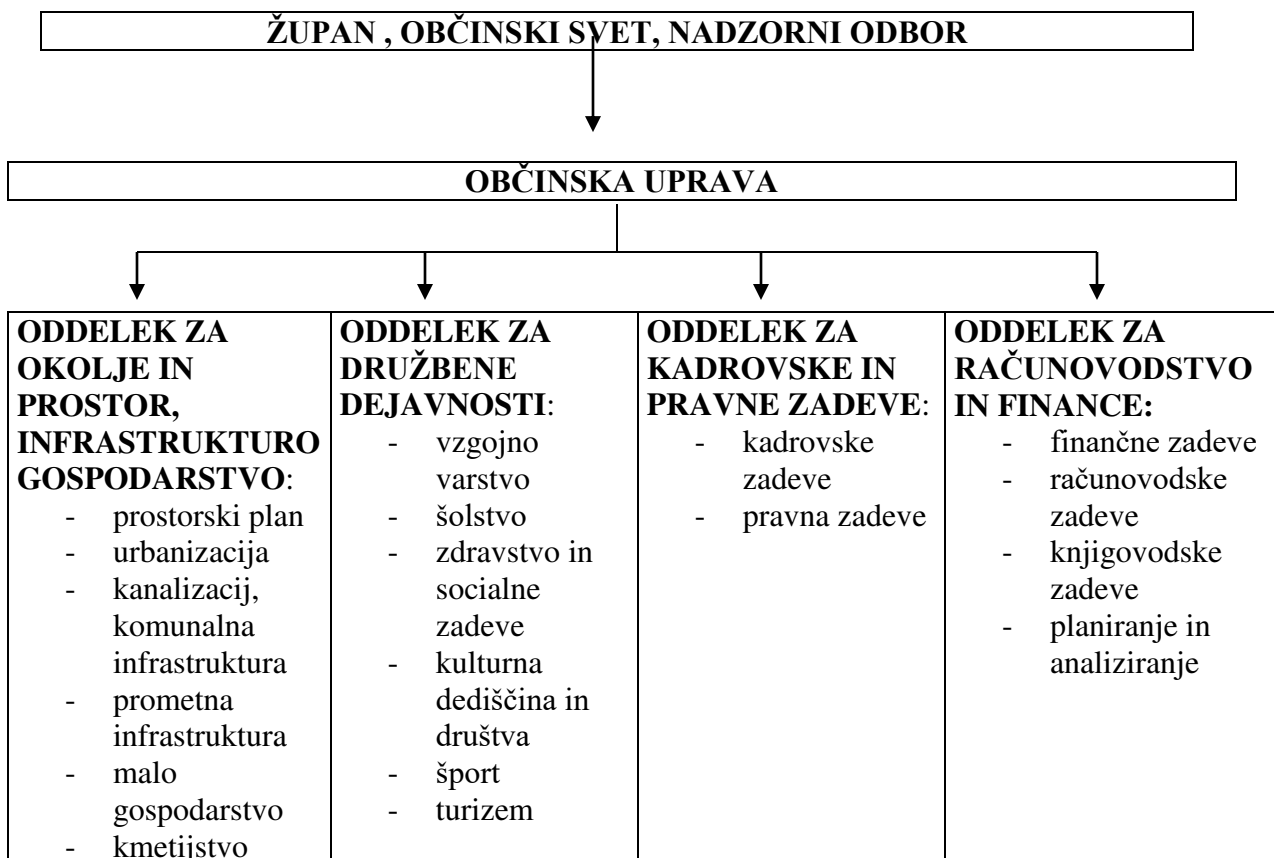 ŽUPAN , OBČINSKI SVET, NADZORNI ODBOR
OBČINSKA UPRAVA
ODDELEK ZA
OKOLJE IN
PROSTOR,
INFRASTRUKTURO
GOSPODARSTVO:
- prostorski plan
- urbanizacija
- kanalizacij,
komunalna
infrastruktura
- prometna
infrastruktura
- malo
gospodarstvo
- kmetijstvo
ODDELEK ZA
DRUŽBENE
DEJAVNOSTI:
- vzgojno
varstvo
- šolstvo
- zdravstvo in
socialne
zadeve
- kulturna
dediščina in
društva
- šport
- turizem
ODDELEK ZA
KADROVSKE IN
PRAVNE ZADEVE:
- kadrovske
zadeve
- pravna zadeve
ODDELEK ZA
RAČUNOVODSTVO
IN FINANCE:
- finančne zadeve
- računovodske
zadeve
- knjigovodske
zadeve
- planiranje in
analiziranje